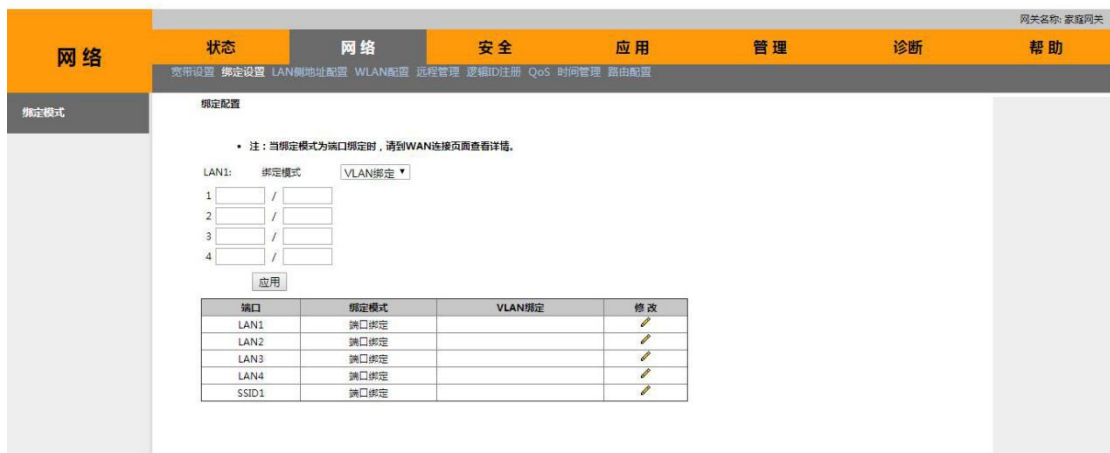 网关名称: 家庭网关
网络
状态 网络 安全 应用 管理 诊断 帮助
宽带设置 绑定设置 LAN侧地址配置 WLAN配置 远程管理 逻辑ID注册 QoS 时间管理 路由配置
绑定模式
绑定配置
• 注：当绑定模式为端口绑定时，请到WAN连接页面查看详情。
LAN1: 绑定模式 VLAN绑定
1 /
2 /
3 /
4 /
应用
端口 绑定模式 VLAN绑定 修改
LAN1 端口绑定
LAN2 端口绑定
LAN3 端口绑定
LAN4 端口绑定
SSID1 端口绑定